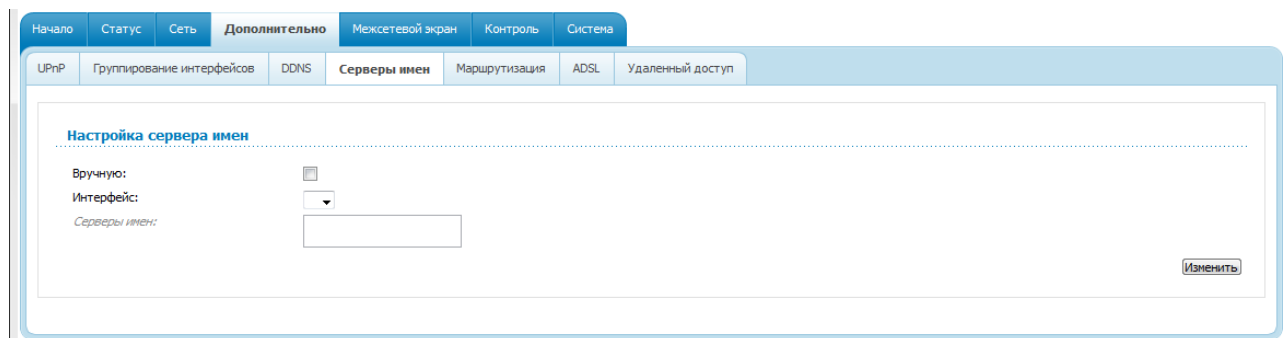 Начало Статус Сеть Дополнительно Межсетевой экран Контроль Система
UPnP Группирование интерфейсов DDNS Серверы имен Маршрутизация ADSL Удаленный доступ
Настройка сервера имен
Вручную:
Интерфейс:
Серверы имен:
Изменить